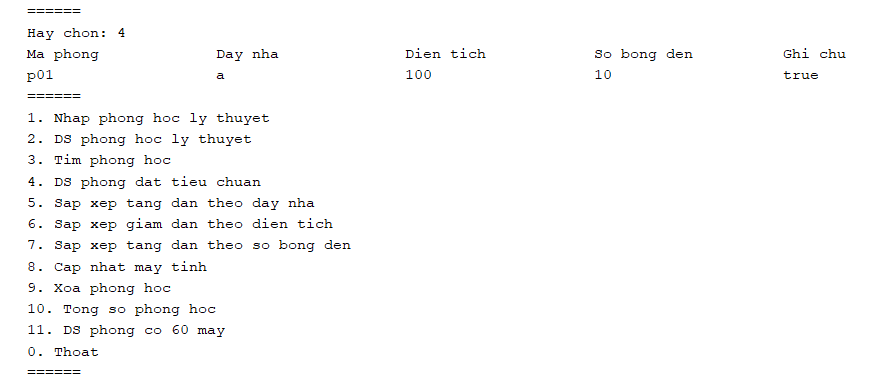 ======
Hay chon: 4
Ma phong Day nha Dien tich So bong den Ghi chu
p01 a 100 10 true
======
1. Nhap phong hoc ly thuyet
2. DS phong hoc ly thuyet
3. Tim phong hoc
4. DS phong dat tieu chuan
5. Sap xep tang dan theo day nha
6. Sap xep giam dan theo dien tich
7. Sap xep tang dan theo so bong den
8. Cap nhat may tinh
9. Xoa phong hoc
10. Tong so phong hoc
11. DS phong co 60 may
0. Thoat
======